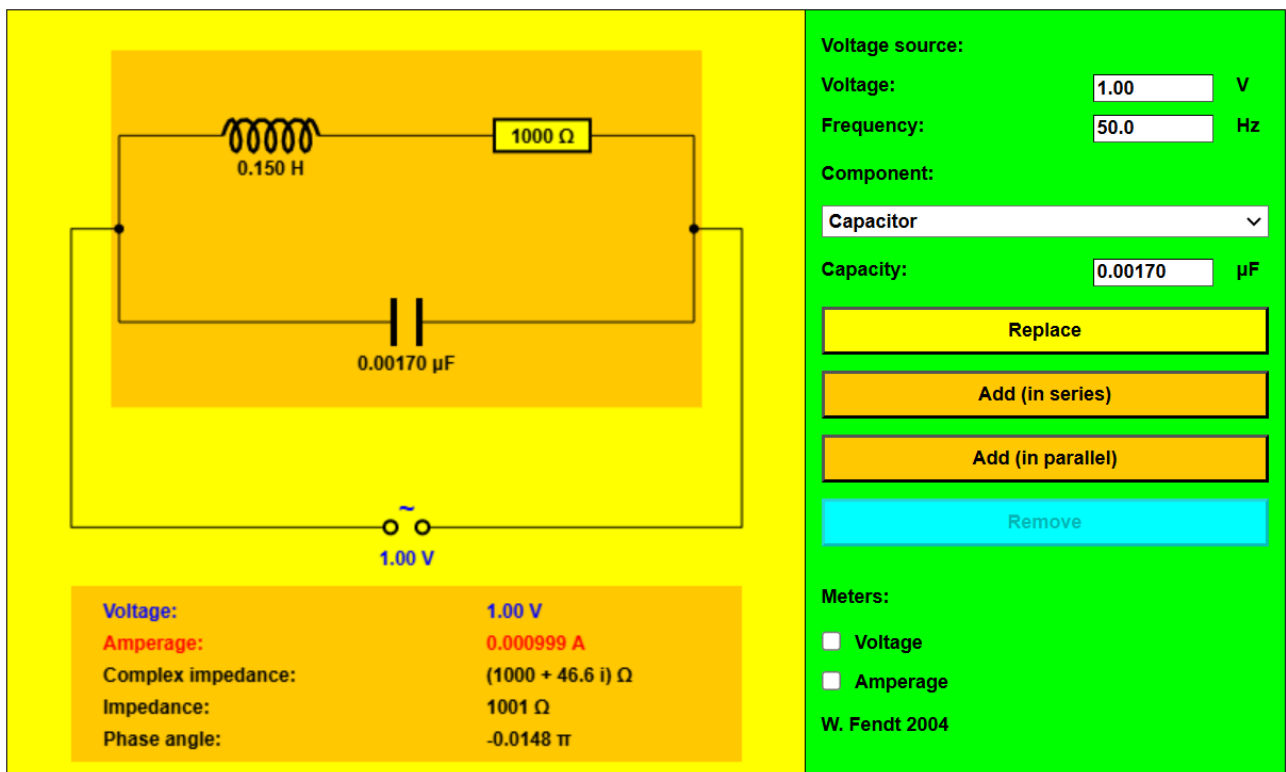 1000 Ω
0.150 H
0.00170 µF
~
1.00 V
Voltage: 1.00 V
Amperage: 0.000999 A
Complex impedance: (1000 + 46.6 i) Ω
Impedance: 1001 Ω
Phase angle: -0.0148 π
Voltage source:
Voltage: 1.00 V
Frequency: 50.0 Hz
Component:
Capacitor
Capacity: 0.00170 µF
Replace
Add (in series)
Add (in parallel)
Remove
Meters:
Voltage
Amperage
W. Fendt 2004